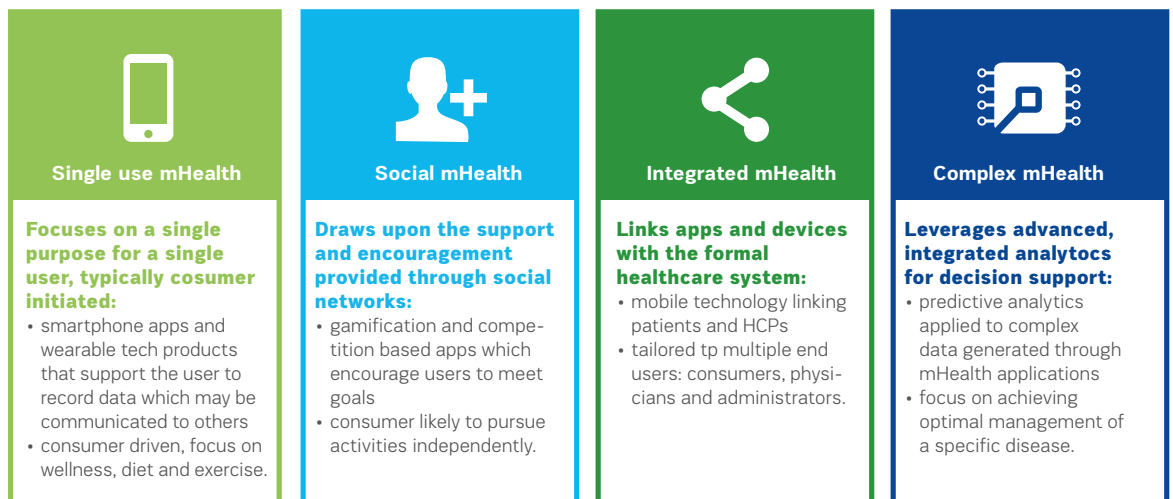 Single use mHealth
Focuses on a single
purpose for a single
user, typically cosumer
initiated:
• smartphone apps and
wearable tech products
that support the user to
record data which may be
communicated to others
• consumer driven, focus on
wellness, diet and exercise.
Social mHealth
Draws upon the support
and encouragement
provided through social
networks:
• gamification and compe-
tition based apps which
encourage users to meet
goals
• consumer likely to pursue
activities independently.
Integrated mHealth
Links apps and devices
with the formal
healthcare system:
• mobile technology linking
patients and HCPs
• tailored tp multiple end
users: consumers, physi-
cians and administrators.
Complex mHealth
Leverages advanced,
integrated analytocs
for decision support:
• predictive analytics
applied to complex
data generated through
mHealth applications
• focus on achieving
optimal management of
a specific disease.